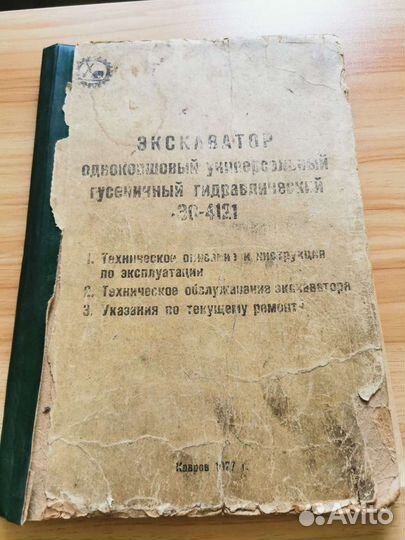 ЭКСКАВАТОР
одноковшовый универсальный
гусеничный гидравлический
ЭО-4121
1. Техническое описание и инструкция
по эксплуатации
2. Техническое обслуживание экскаватора
3. Указания по текущему ремонту
Ковров 1977 г.
Avito